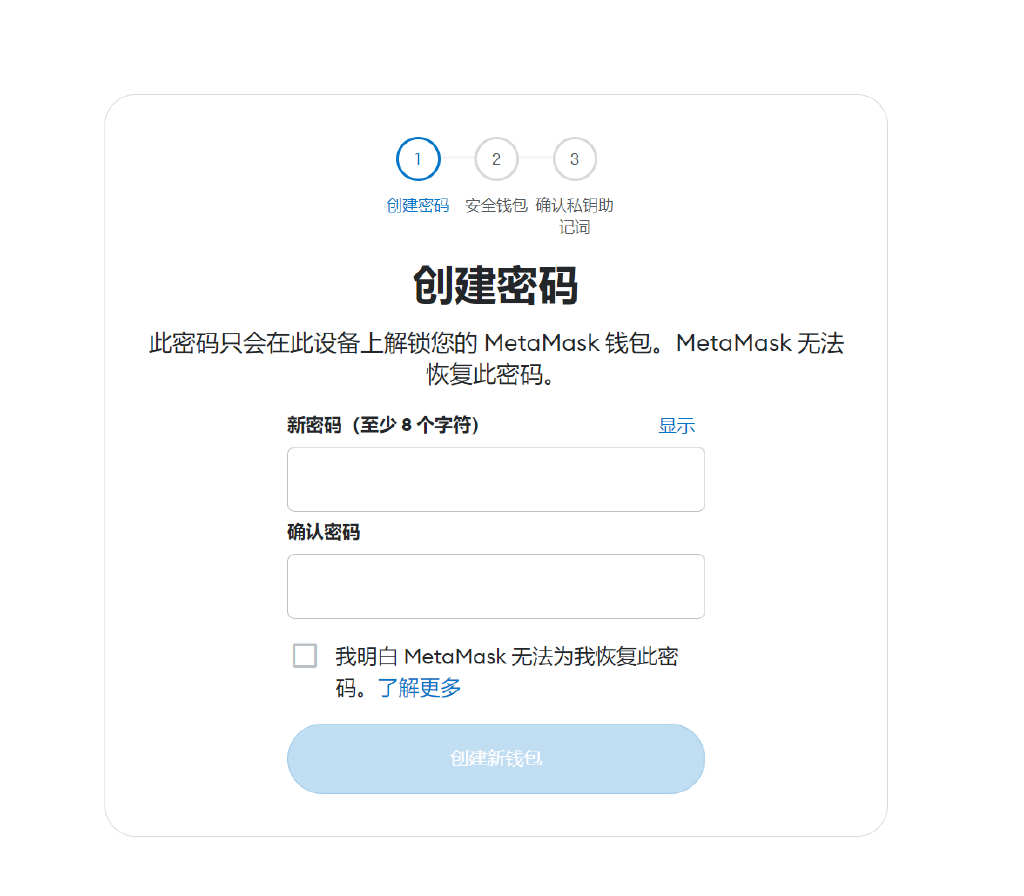 1 2 3
创建密码 安全钱包 确认私钥助
记词
创建密码
此密码只会在此设备上解锁您的 MetaMask 钱包。MetaMask 无法
恢复此密码。
新密码（至少 8 个字符） 显示
确认密码
我明白 MetaMask 无法为我恢复此密
码。了解更多
创建新钱包